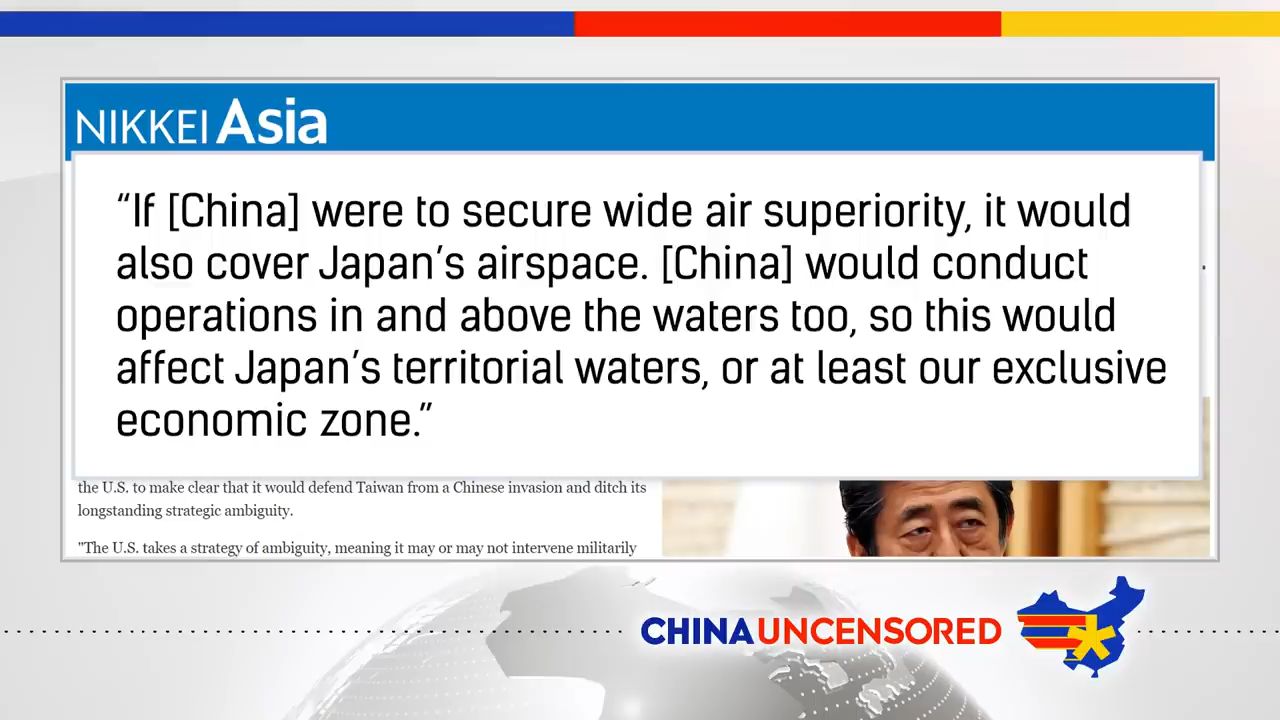 NIKKEI Asia
“If [China] were to secure wide air superiority, it would
also cover Japan’s airspace. [China] would conduct
operations in and above the waters too, so this would
affect Japan’s territorial waters, or at least our exclusive
economic zone.”
the U.S. to make clear that it would defend Taiwan from a Chinese invasion and ditch its
longstanding strategic ambiguity.
"The U.S. takes a strategy of ambiguity, meaning it may or may not intervene militarily
CHINA UNCENSORED